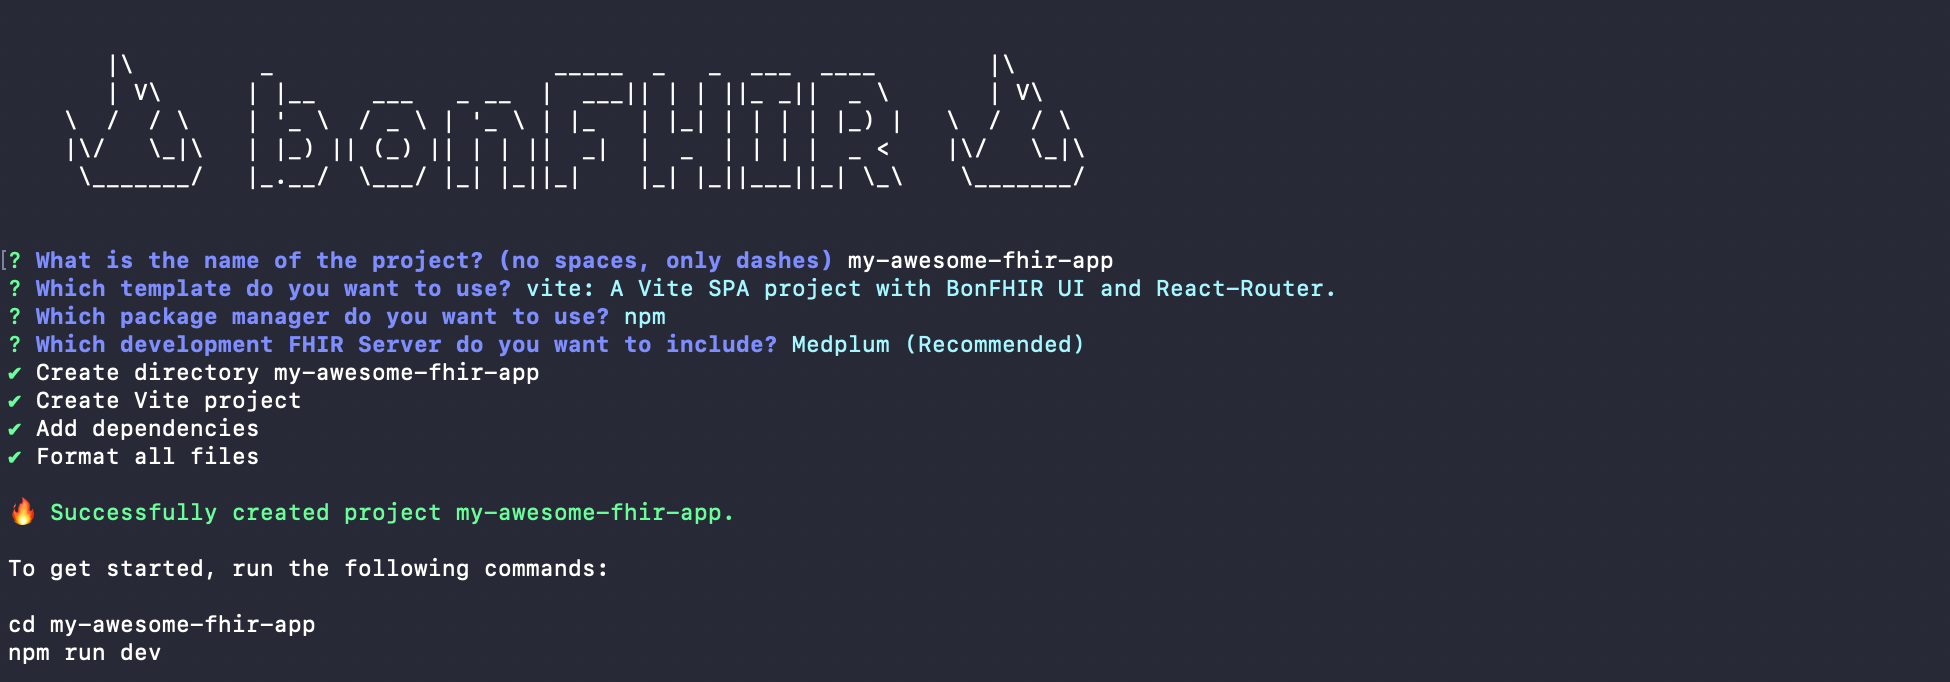 bonFHIR
? What is the name of the project? (no spaces, only dashes) my-awesome-fhir-app
? Which template do you want to use? vite: A Vite SPA project with BonFHIR UI and React-Router.
? Which package manager do you want to use? npm
? Which development FHIR Server do you want to include? Medplum (Recommended)
✔ Create directory my-awesome-fhir-app
✔ Create Vite project
✔ Add dependencies
✔ Format all files
🔥 Successfully created project my-awesome-fhir-app.
To get started, run the following commands:
cd my-awesome-fhir-app
npm run dev